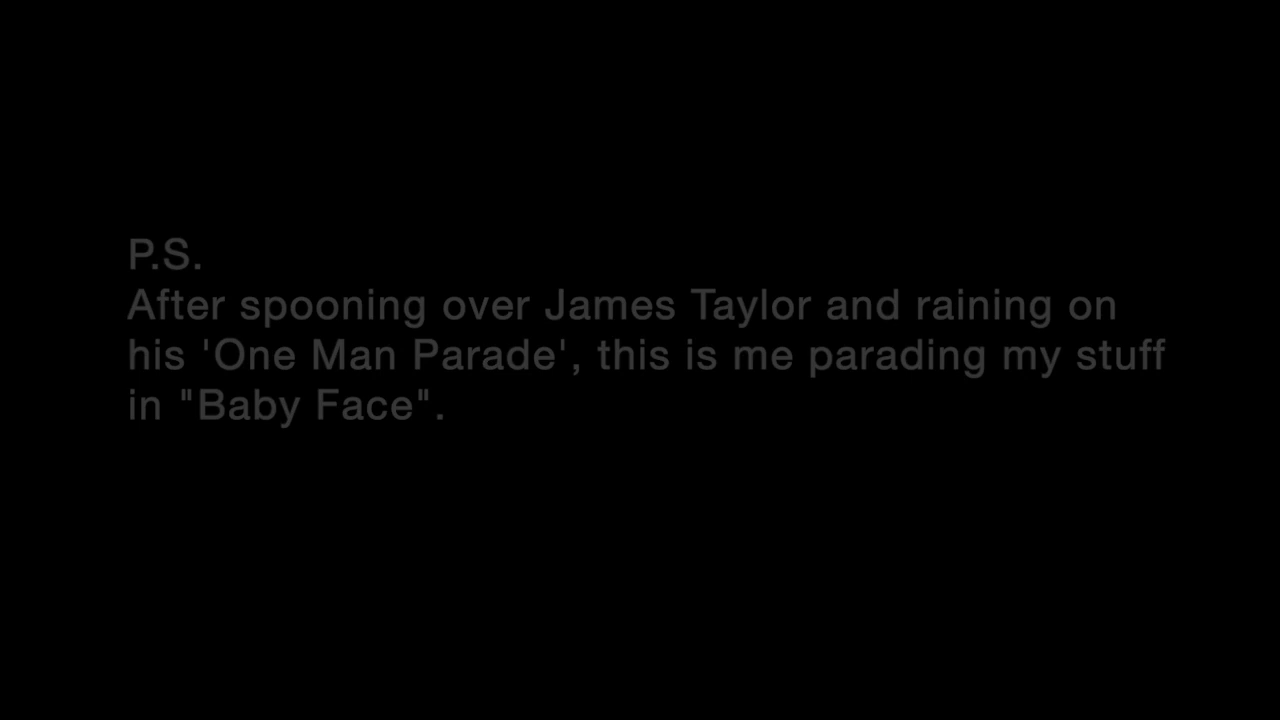 P.S.
After spooning over James Taylor and raining on
his 'One Man Parade', this is me parading my stuff
in "Baby Face".